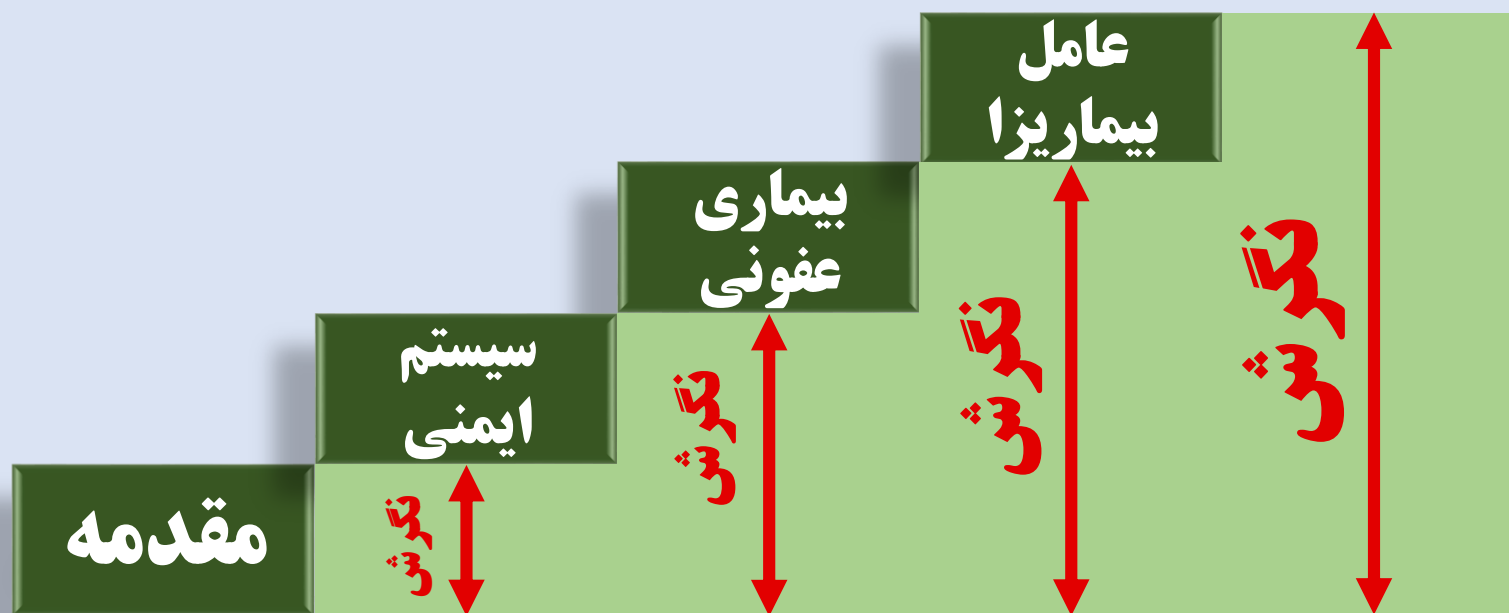 عامل
بیماریزا
بیماری
عفونی
سیستم
ایمنی
مقدمه
نگرش
نگرش
نگرش
نگرش